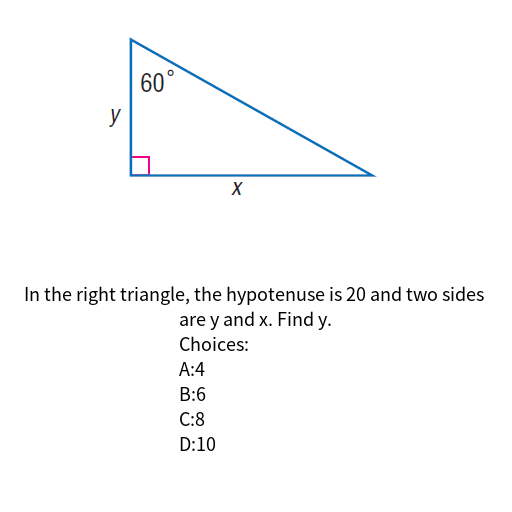 60°
y
x
In the right triangle, the hypotenuse is 20 and two sides
are y and x. Find y.
Choices:
A:4
B:6
C:8
D:10